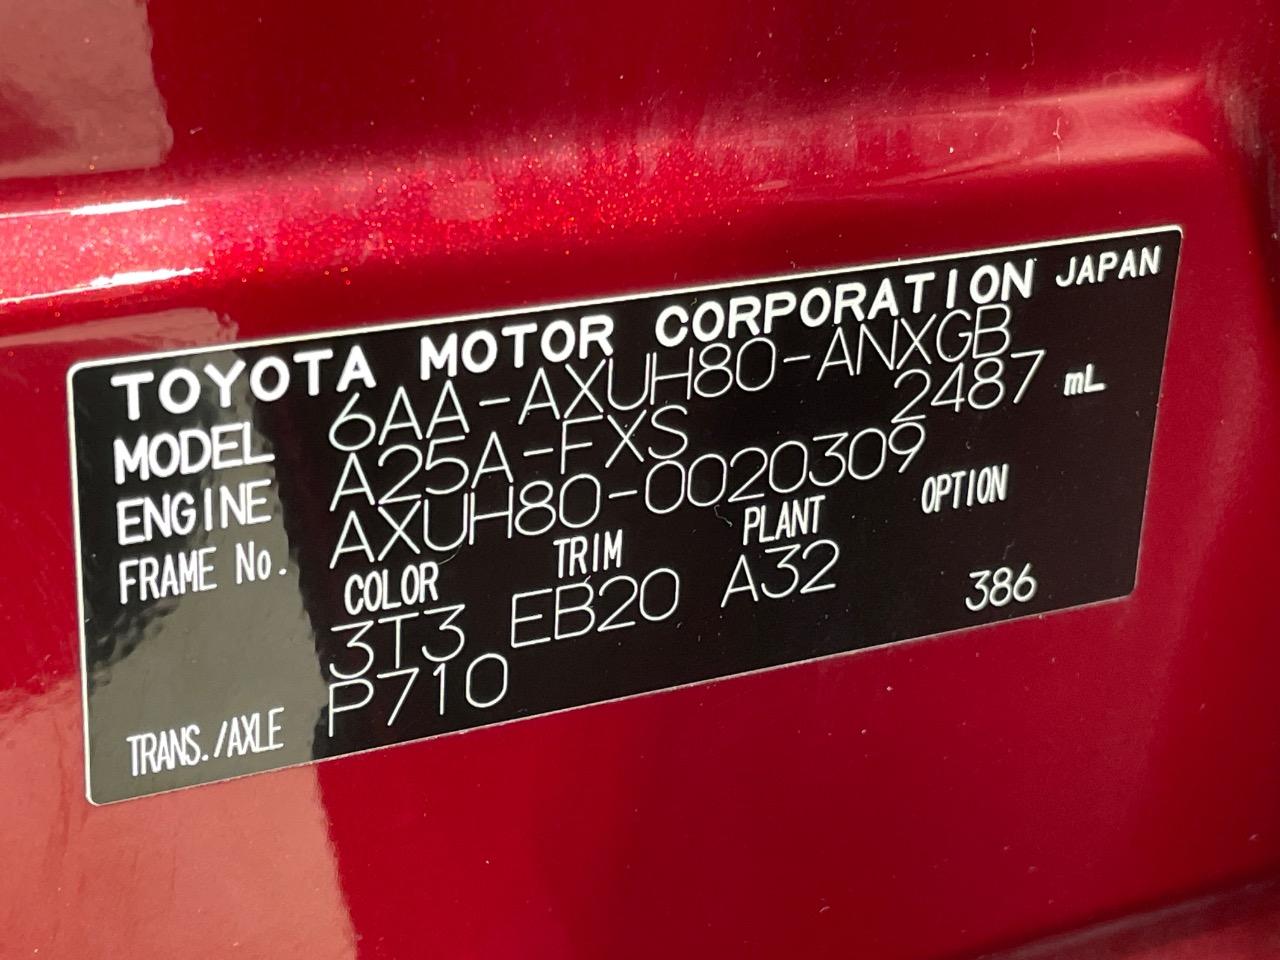 TOYOTA MOTOR CORPORATION JAPAN
MODEL 6AA-AXUH80-ANXGB
ENGINE A25A-FXS 2487 mL
FRAME No. AXUH80-0020309
COLOR TRIM PLANT OPTION
3T3 EB20 A32 386
TRANS./AXLE P710